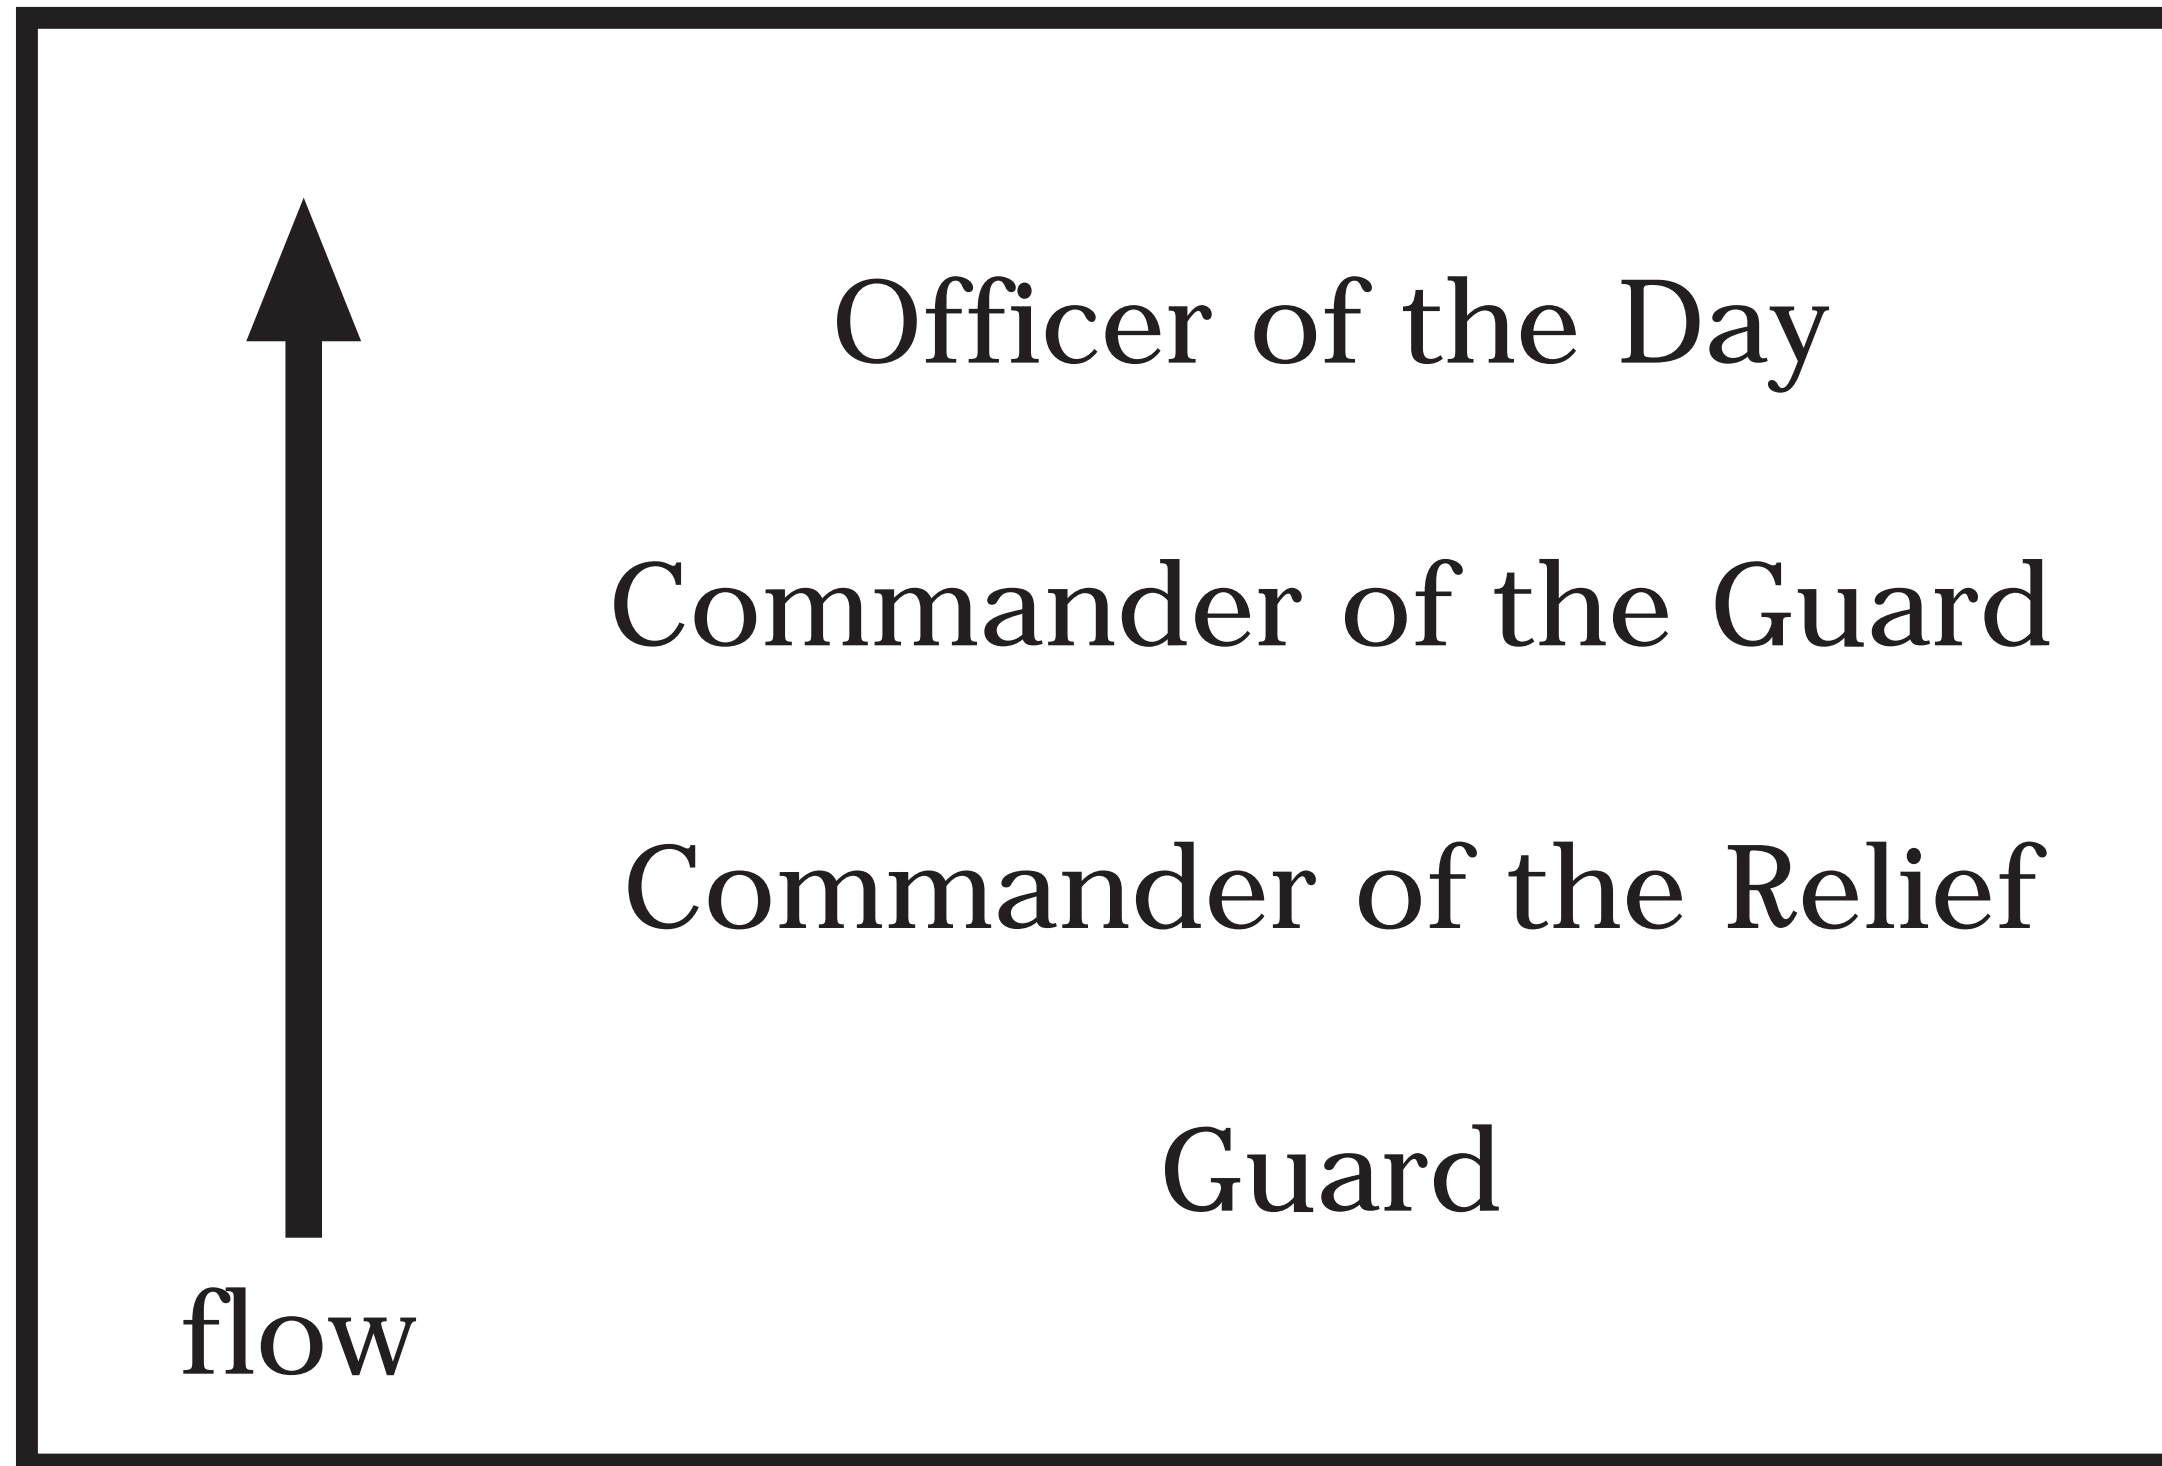 Officer of the Day
Commander of the Guard
Commander of the Relief
Guard
flow